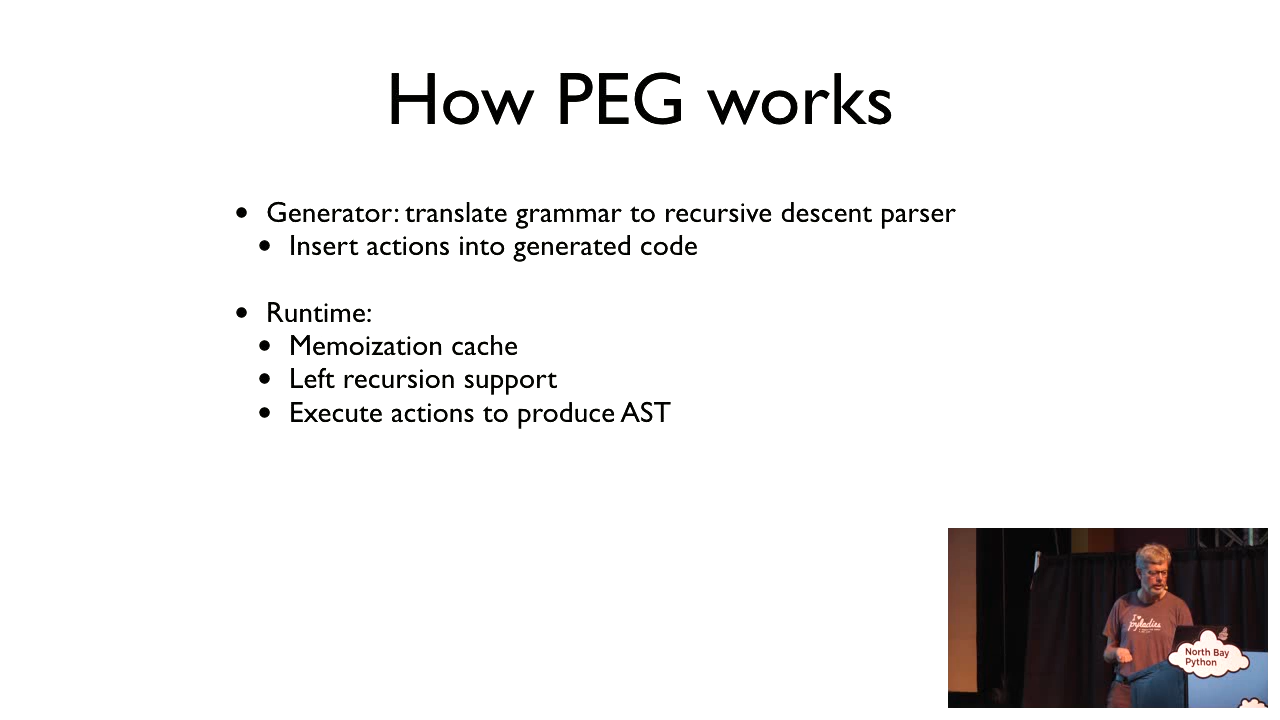 How PEG works
• Generator: translate grammar to recursive descent parser
• Insert actions into generated code
• Runtime:
• Memoization cache
• Left recursion support
• Execute actions to produce AST
I ♥
pyladies
North Bay
Python